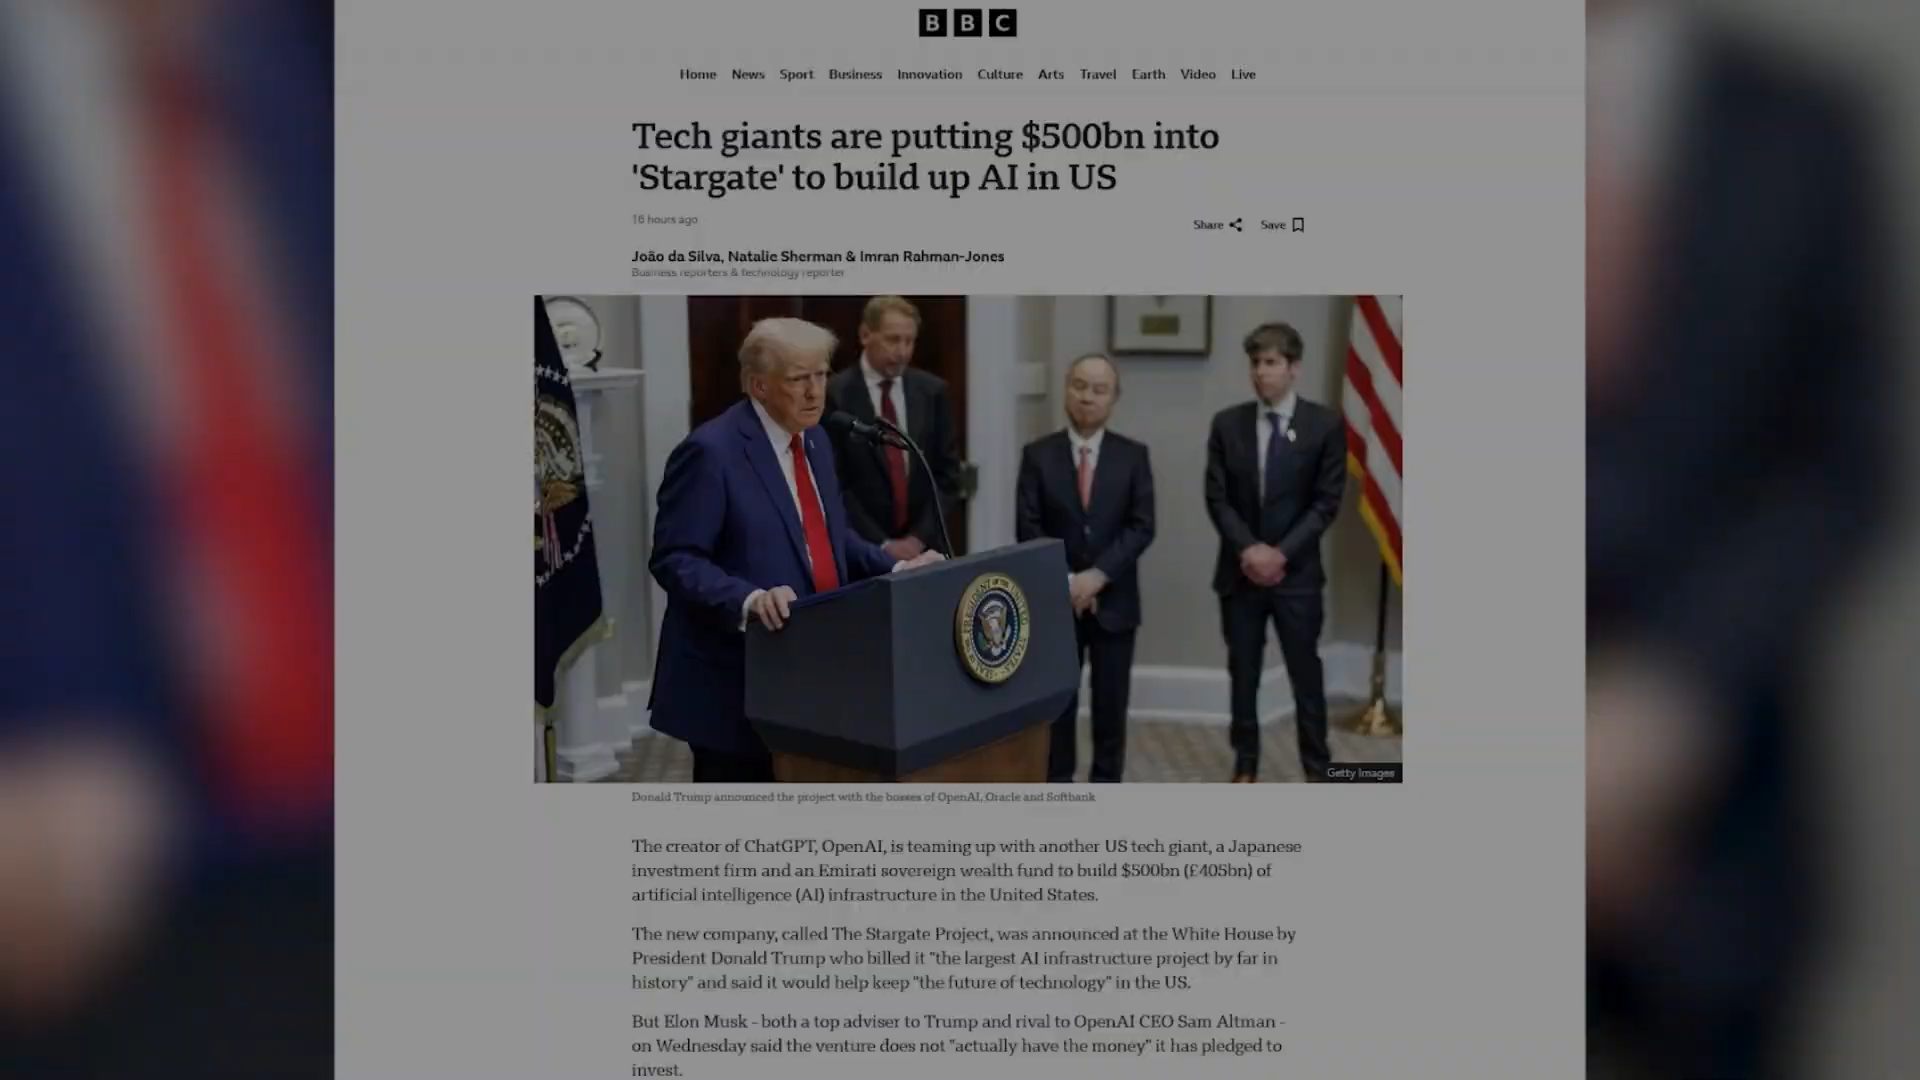 BBC
Home News Sport Business Innovation Culture Arts Travel Earth Video Live
Tech giants are putting $500bn into
'Stargate' to build up AI in US
16 hours ago
Share Save
João da Silva, Natalie Sherman & Imran Rahman-Jones
Business reporters & technology reporter
Getty Images
Donald Trump announced the project with the bosses of OpenAI, Oracle and Softbank
The creator of ChatGPT, OpenAI, is teaming up with another US tech giant, a Japanese
investment firm and an Emirati sovereign wealth fund to build $500bn (£405bn) of
artificial intelligence (AI) infrastructure in the United States.
The new company, called The Stargate Project, was announced at the White House by
President Donald Trump who billed it "the largest AI infrastructure project by far in
history" and said it would help keep "the future of technology" in the US.
But Elon Musk - both a top adviser to Trump and rival to OpenAI CEO Sam Altman -
on Wednesday said the venture does not "actually have the money" it has pledged to
invest.